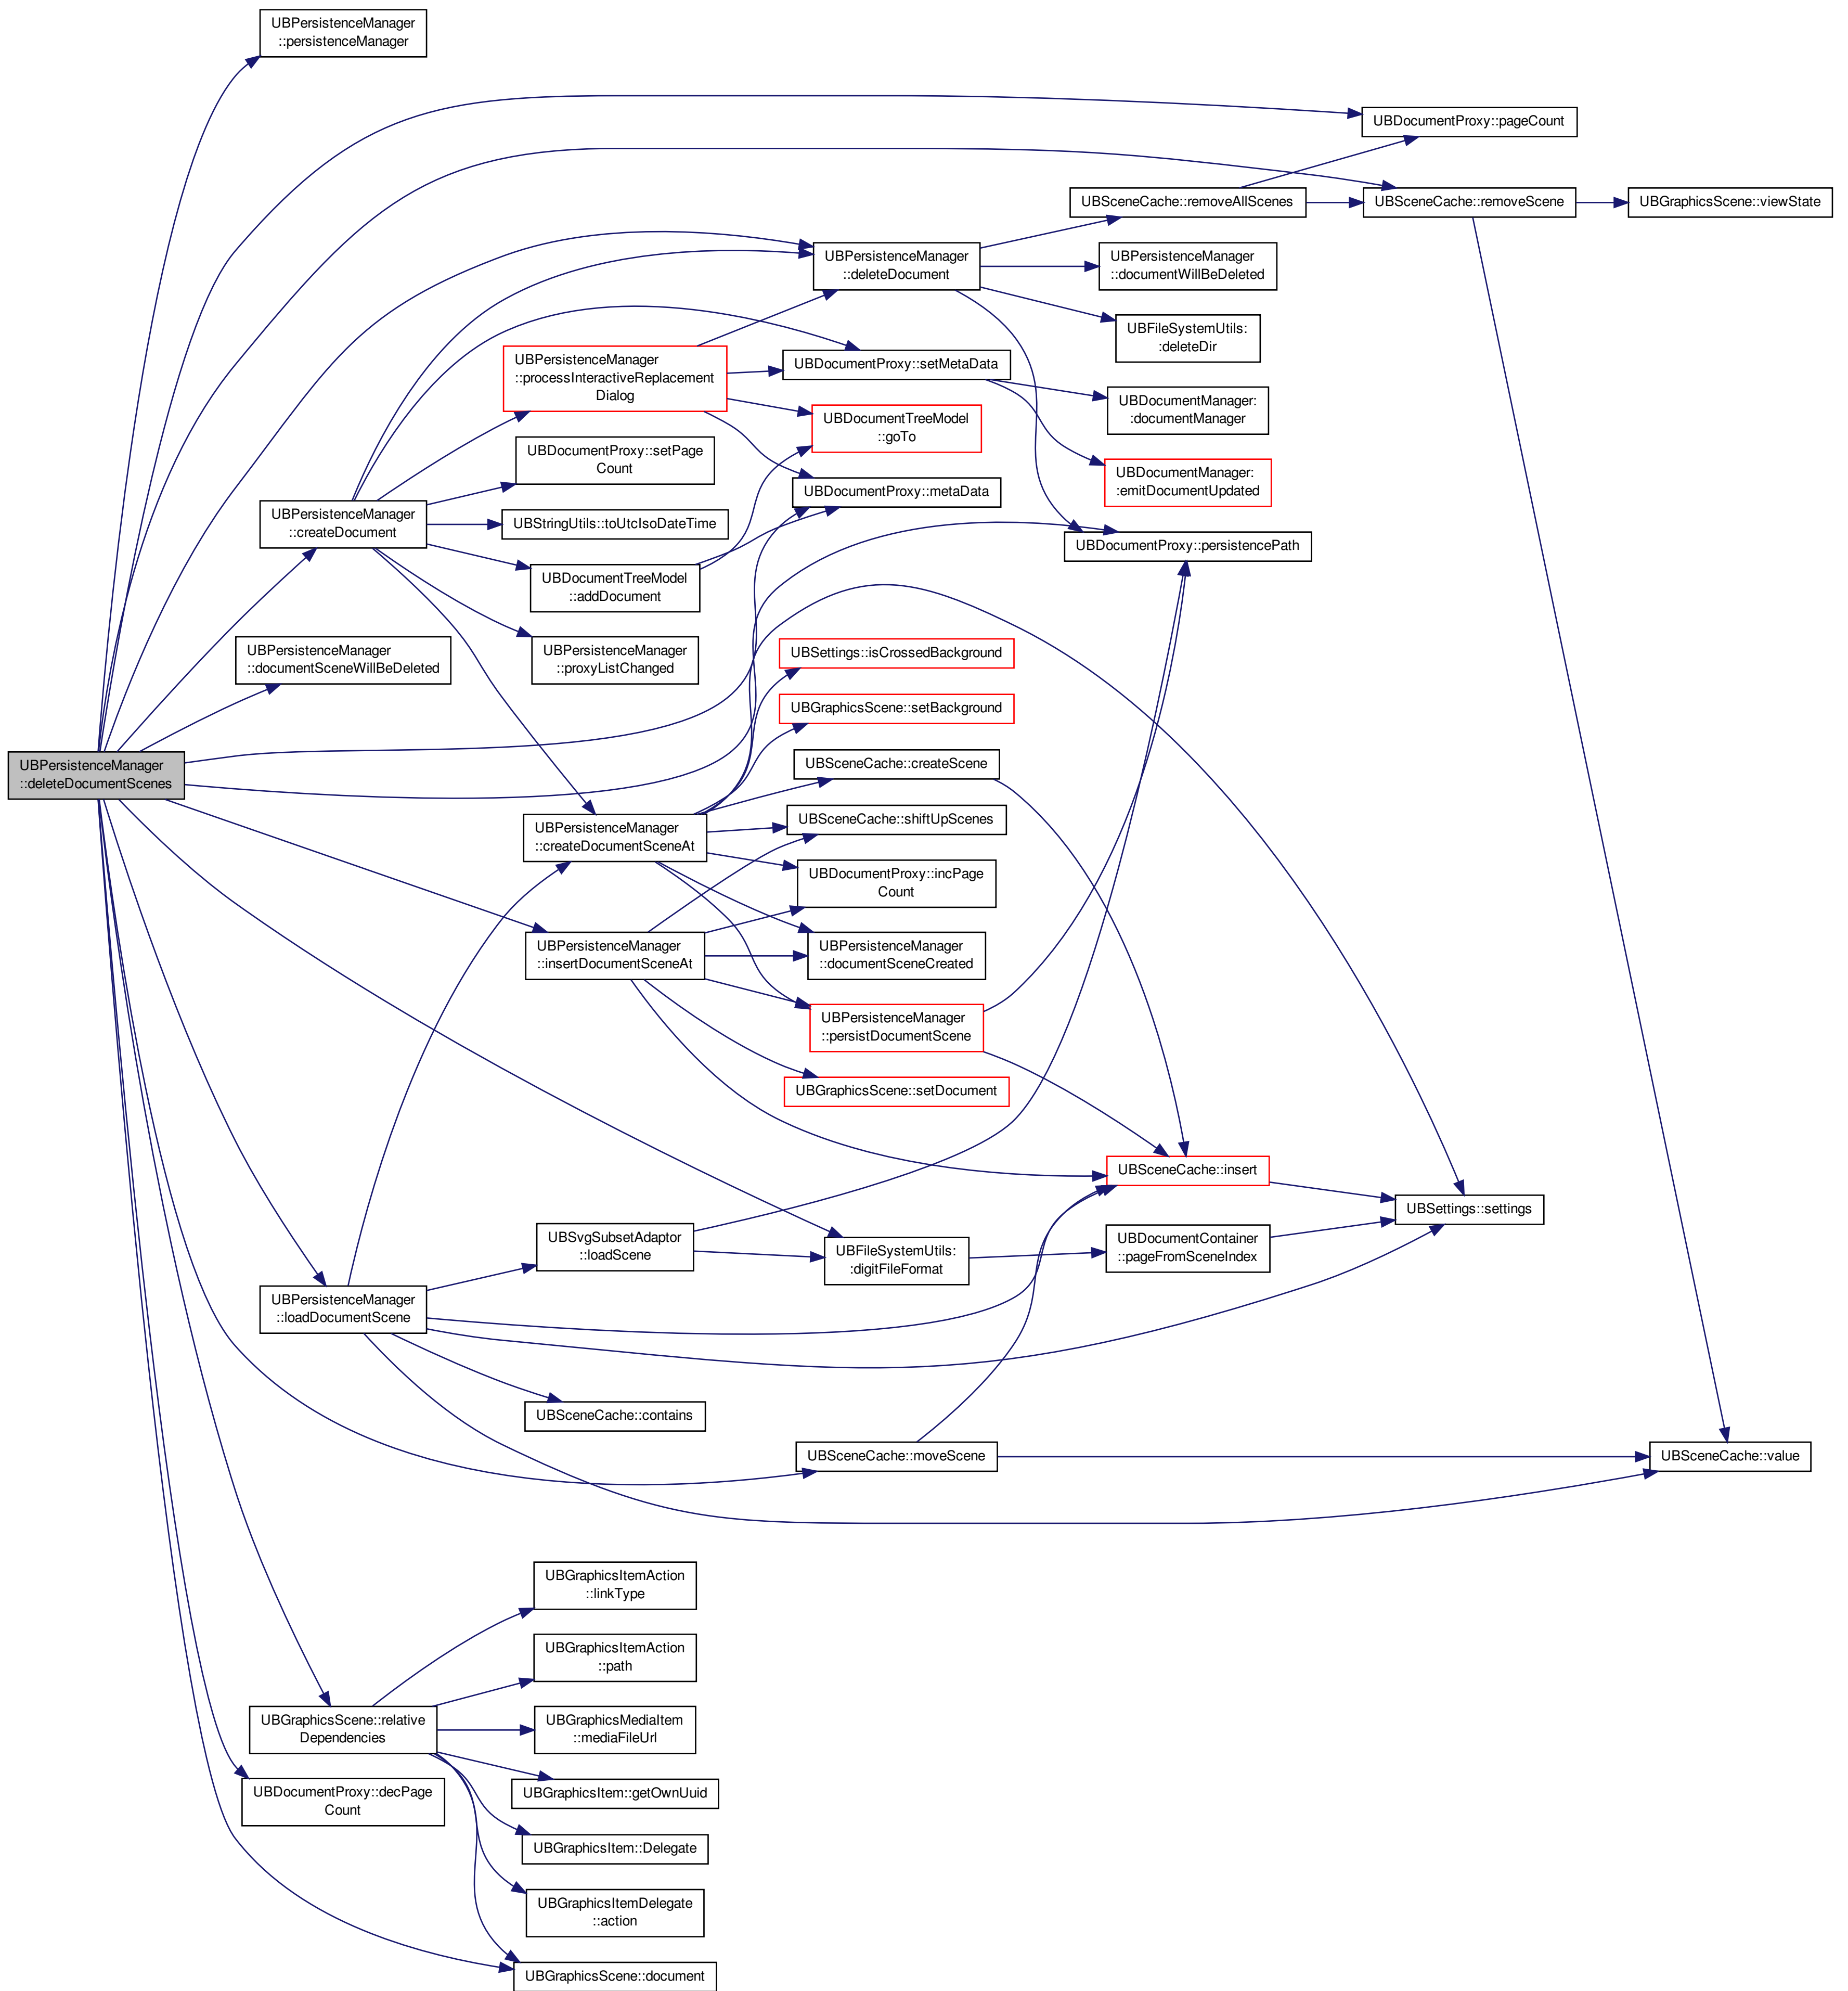 UBPersistenceManager
::persistenceManager
UBDocumentProxy::pageCount
UBSceneCache::removeAllScenes
UBSceneCache::removeScene
UBGraphicsScene::viewState
UBPersistenceManager
::deleteDocument
UBPersistenceManager
::documentWillBeDeleted
UBFileSystemUtils:
:deleteDir
UBPersistenceManager
::processInteractiveReplacement
Dialog
UBDocumentProxy::setMetaData
UBDocumentManager:
:documentManager
UBDocumentTreeModel
::goTo
UBDocumentProxy::setPage
Count
UBDocumentManager:
:emitDocumentUpdated
UBDocumentProxy::metaData
UBPersistenceManager
::createDocument
UBStringUtils::toUtcIsoDateTime
UBDocumentProxy::persistencePath
UBDocumentTreeModel
::addDocument
UBPersistenceManager
::documentSceneWillBeDeleted
UBPersistenceManager
::proxyListChanged
UBSettings::isCrossedBackground
UBGraphicsScene::setBackground
UBPersistenceManager
::deleteDocumentScenes
UBSceneCache::createScene
UBSceneCache::shiftUpScenes
UBPersistenceManager
::createDocumentSceneAt
UBDocumentProxy::incPage
Count
UBPersistenceManager
::insertDocumentSceneAt
UBPersistenceManager
::documentSceneCreated
UBPersistenceManager
::persistDocumentScene
UBGraphicsScene::setDocument
UBSceneCache::insert
UBSettings::settings
UBSvgSubsetAdaptor
::loadScene
UBFileSystemUtils:
:digitFileFormat
UBDocumentContainer
::pageFromSceneIndex
UBPersistenceManager
::loadDocumentScene
UBSceneCache::contains
UBSceneCache::moveScene
UBSceneCache::value
UBGraphicsItemAction
::linkType
UBGraphicsItemAction
::path
UBGraphicsScene::relative
Dependencies
UBGraphicsMediaItem
::mediaFileUrl
UBGraphicsItem::getOwnUuid
UBDocumentProxy::decPage
Count
UBGraphicsItem::Delegate
UBGraphicsItemDelegate
::action
UBGraphicsScene::document